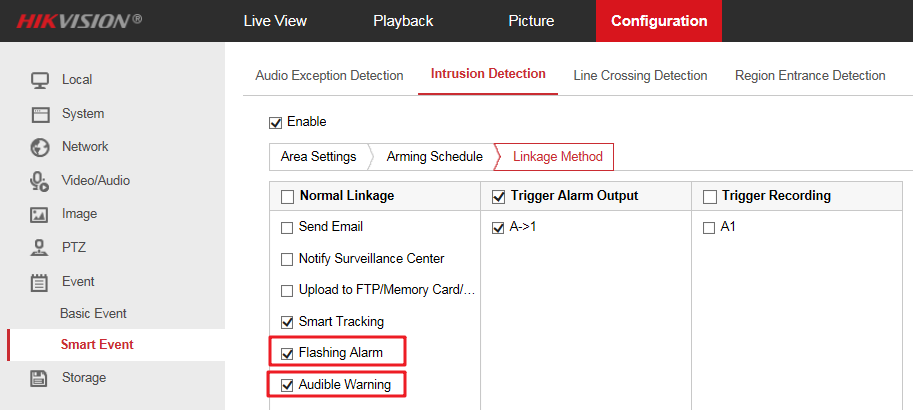 HIKVISION® Live View Playback Picture Configuration
Local
System
Network
Video/Audio
Image
PTZ
Event
Basic Event
Smart Event
Storage
Audio Exception Detection Intrusion Detection Line Crossing Detection Region Entrance Detection
Enable
Area Settings Arming Schedule Linkage Method
Normal Linkage Trigger Alarm Output Trigger Recording
Send Email A->1 A1
Notify Surveillance Center
Upload to FTP/Memory Card/...
Smart Tracking
Flashing Alarm
Audible Warning